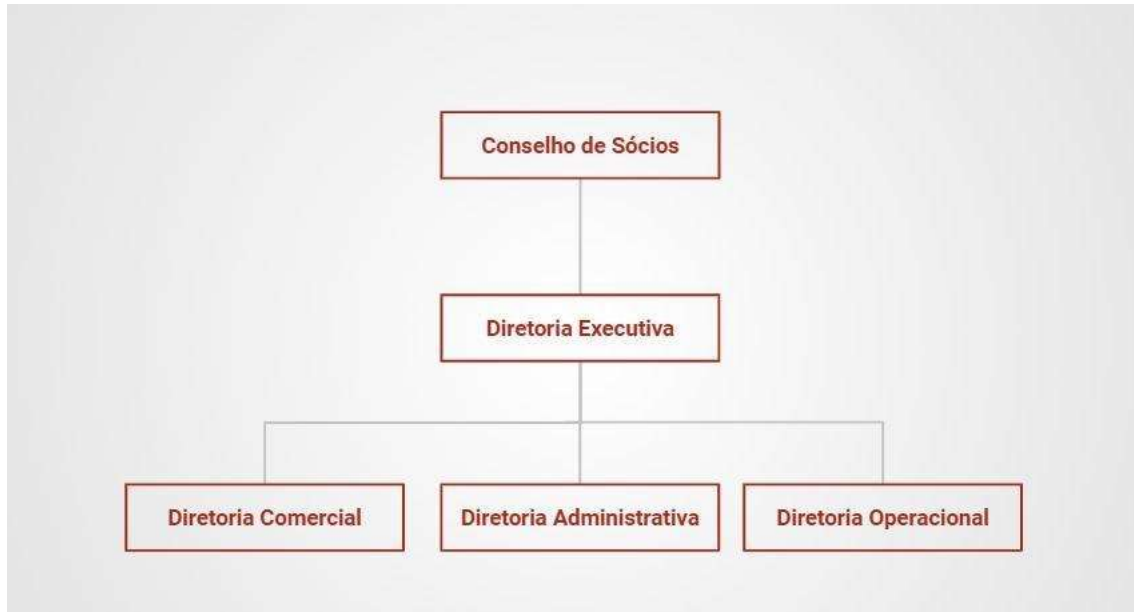 Conselho de Sócios
Diretoria Executiva
Diretoria Comercial
Diretoria Administrativa
Diretoria Operacional